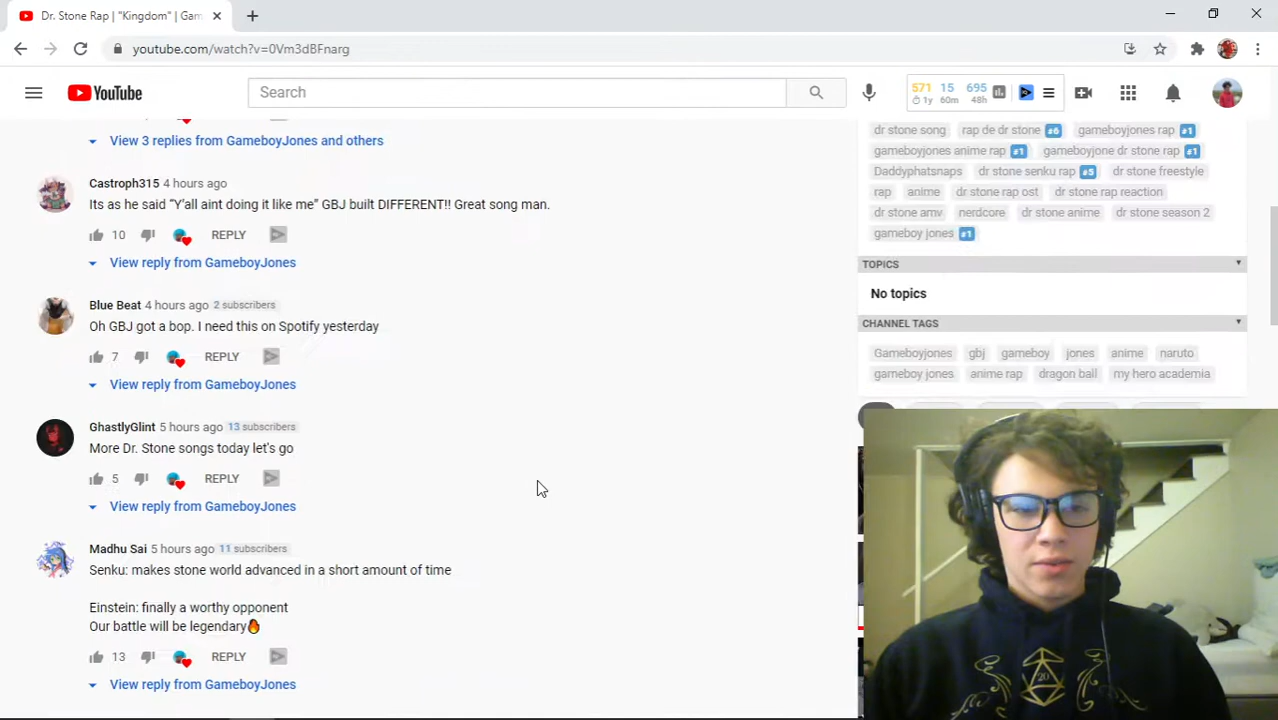 Dr. Stone Rap | "Kingdom" | Gam
youtube.com/watch?v=0Vm3dBFnarg
YouTube
Search
571 15 695
1y 60m 48h
View 3 replies from GameboyJones and others
Castroph315 4 hours ago
Its as he said “Y'all aint doing it like me” GBJ built DIFFERENT!! Great song man.
10 REPLY
View reply from GameboyJones
Blue Beat 4 hours ago 2 subscribers
Oh GBJ got a bop. I need this on Spotify yesterday
7 REPLY
View reply from GameboyJones
GhastlyGlint 5 hours ago 13 subscribers
More Dr. Stone songs today let's go
5 REPLY
View reply from GameboyJones
Madhu Sai 5 hours ago 11 subscribers
Senku: makes stone world advanced in a short amount of time
Einstein: finally a worthy opponent
Our battle will be legendary🔥
13 REPLY
View reply from GameboyJones
dr stone song rap de dr stone #6 gameboyjones rap #1
gameboyjones anime rap #1 gameboyjone dr stone rap #1
Daddyphatsnaps dr stone senku rap #5 dr stone freestyle
rap anime dr stone rap ost dr stone rap reaction
dr stone amv nerdcore dr stone anime dr stone season 2
gameboy jones #1
TOPICS
No topics
CHANNEL TAGS
Gameboyjones gbj gameboy jones anime naruto
gameboy jones anime rap dragon ball my hero academia
20